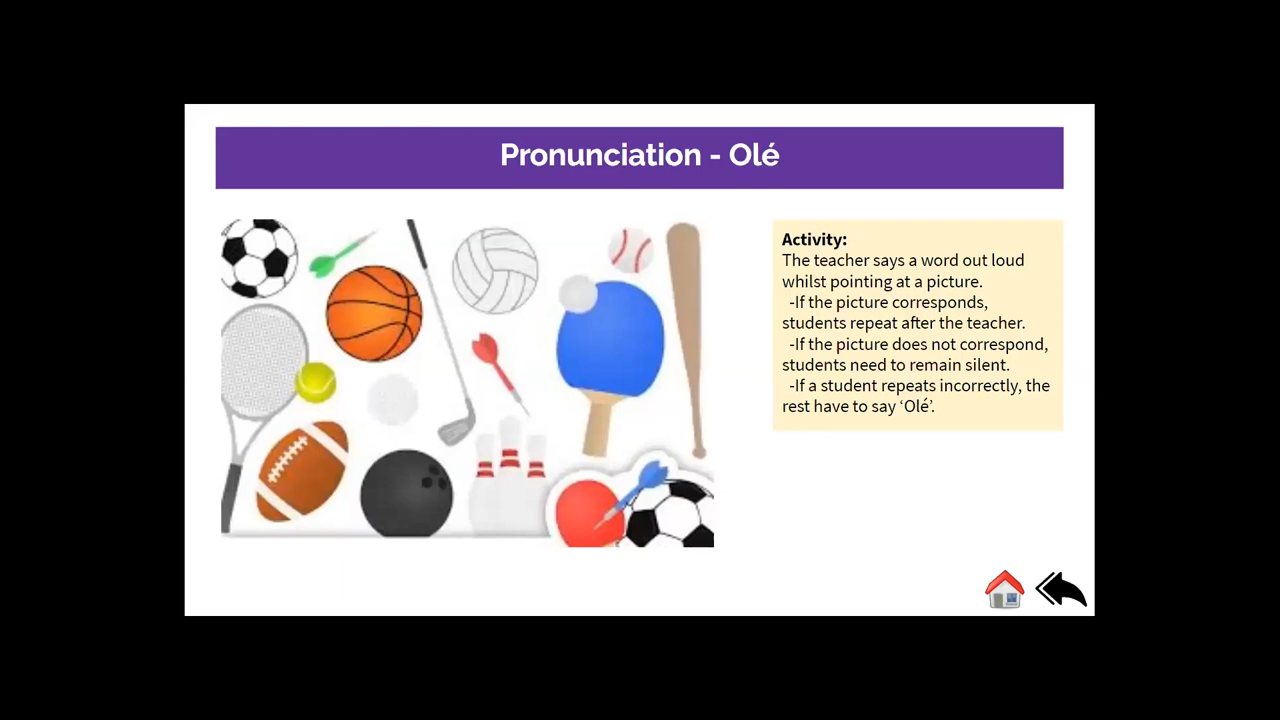 Pronunciation - Olé
Activity:
The teacher says a word out loud
whilst pointing at a picture.
-If the picture corresponds,
students repeat after the teacher.
-If the picture does not correspond,
students need to remain silent.
-If a student repeats incorrectly, the
rest have to say ‘Olé’.